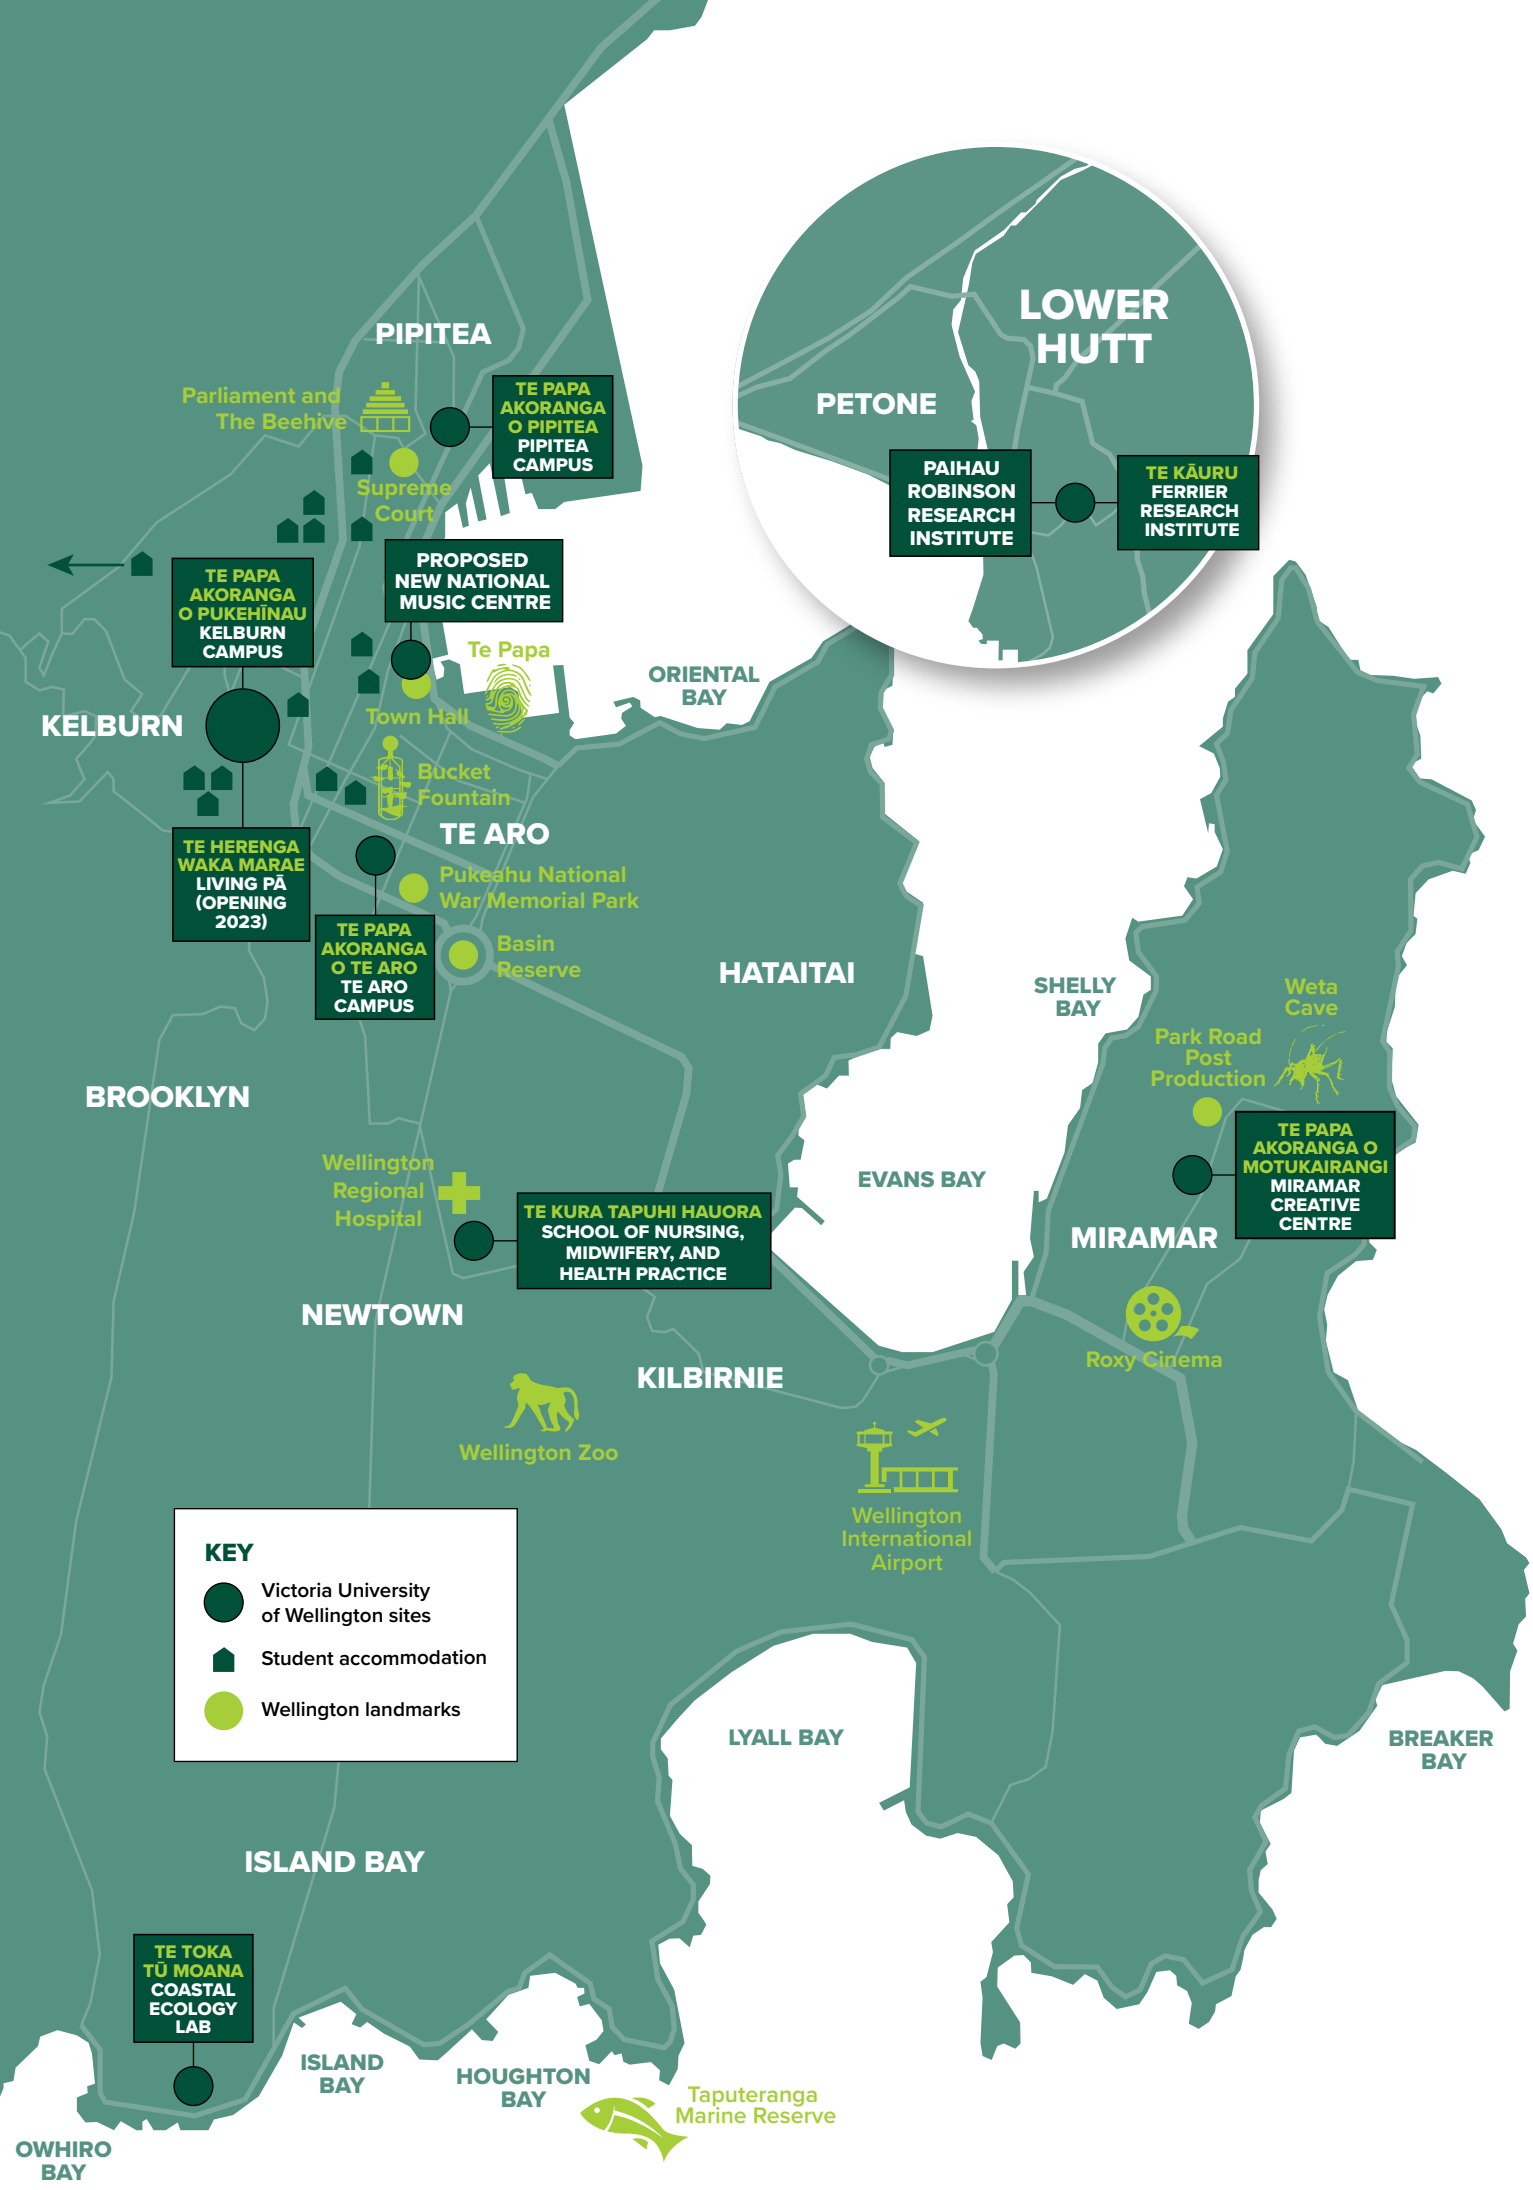 LOWER
HUTT
PIPITEA
Parliament and
The Beehive
TE PAPA
AKORANGA
O PIPITEA
PIPITEA
CAMPUS
PETONE
PAIHAU
ROBINSON
RESEARCH
INSTITUTE
TE KĀURU
FERRIER
RESEARCH
INSTITUTE
Supreme
Court
PROPOSED
NEW NATIONAL
MUSIC CENTRE
TE PAPA
AKORANGA
O PUKEHĪNAU
KELBURN
CAMPUS
Te Papa
ORIENTAL
BAY
KELBURN
Town Hall
Bucket
Fountain
TE ARO
TE HERENGA
WAKA MARAE
LIVING PĀ
(OPENING
2023)
Pukeahu National
War Memorial Park
TE PAPA
AKORANGA
O TE ARO
TE ARO
CAMPUS
Basin
Reserve
HATAITAI
SHELLY
BAY
Weta
Cave
Park Road
Post
Production
BROOKLYN
TE PAPA
AKORANGA O
MOTUKAIRANGI
MIRAMAR
CREATIVE
CENTRE
Wellington
Regional
Hospital
EVANS BAY
TE KURA TAPUHI HAUORA
SCHOOL OF NURSING,
MIDWIFERY, AND
HEALTH PRACTICE
MIRAMAR
NEWTOWN
Roxy Cinema
KILBIRNIE
Wellington Zoo
Wellington
International
Airport
KEY
Victoria University
of Wellington sites
Student accommodation
Wellington landmarks
LYALL BAY
BREAKER
BAY
ISLAND BAY
TE TOKA
TŪ MOANA
COASTAL
ECOLOGY
LAB
ISLAND
BAY
HOUGHTON
BAY
Taputeranga
Marine Reserve
OWHIRO
BAY